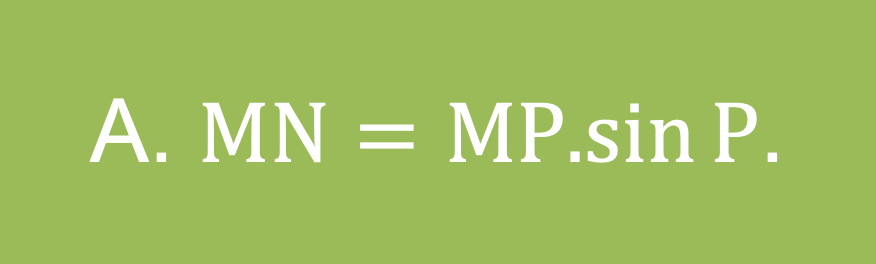 A. MN = MP.sin P.